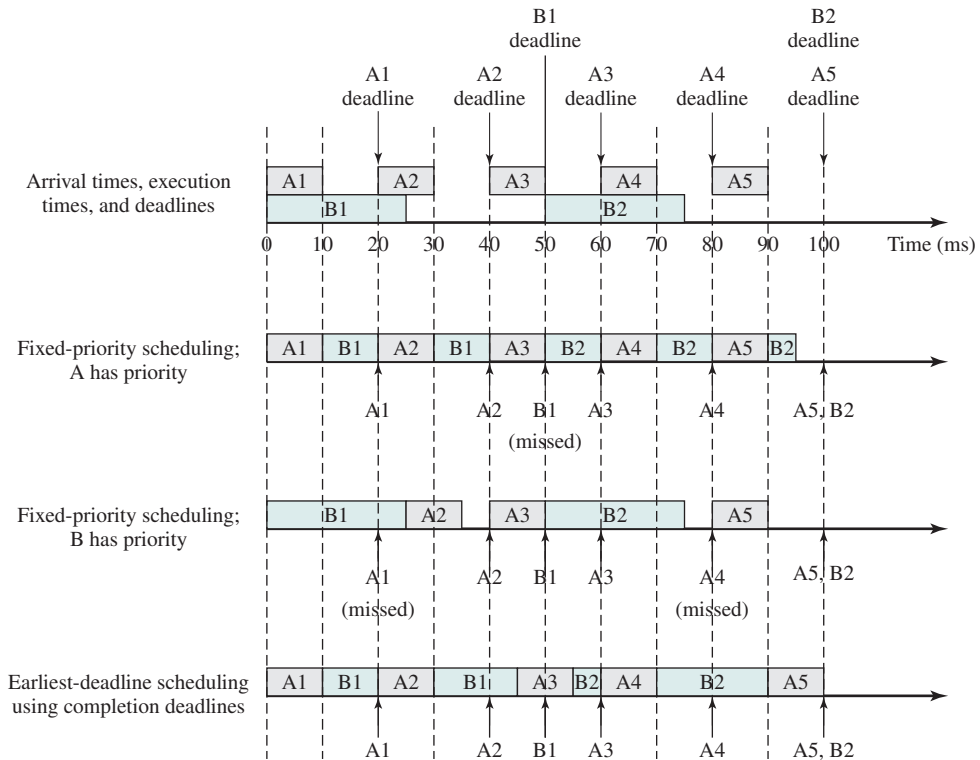 B1
deadline
B2
deadline
A1
deadline
A2
deadline
A3
deadline
A4
deadline
A5
deadline
Arrival times, execution
times, and deadlines
A1 A2 A3 A4 A5
B1 B2
0 10 20 30 40 50 60 70 80 90 100 Time (ms)
Fixed-priority scheduling;
A has priority
A1 B1 A2 B1 A3 B2 A4 B2 A5 B2
A1 A2 B1 A3 A4 A5, B2
(missed)
Fixed-priority scheduling;
B has priority
B1 A2 A3 B2 A5
A1 A2 B1 A3 A4 A5, B2
(missed) (missed)
Earliest-deadline scheduling
using completion deadlines
A1 B1 A2 B1 A3 B2 A4 B2 A5
A1 A2 B1 A3 A4 A5, B2